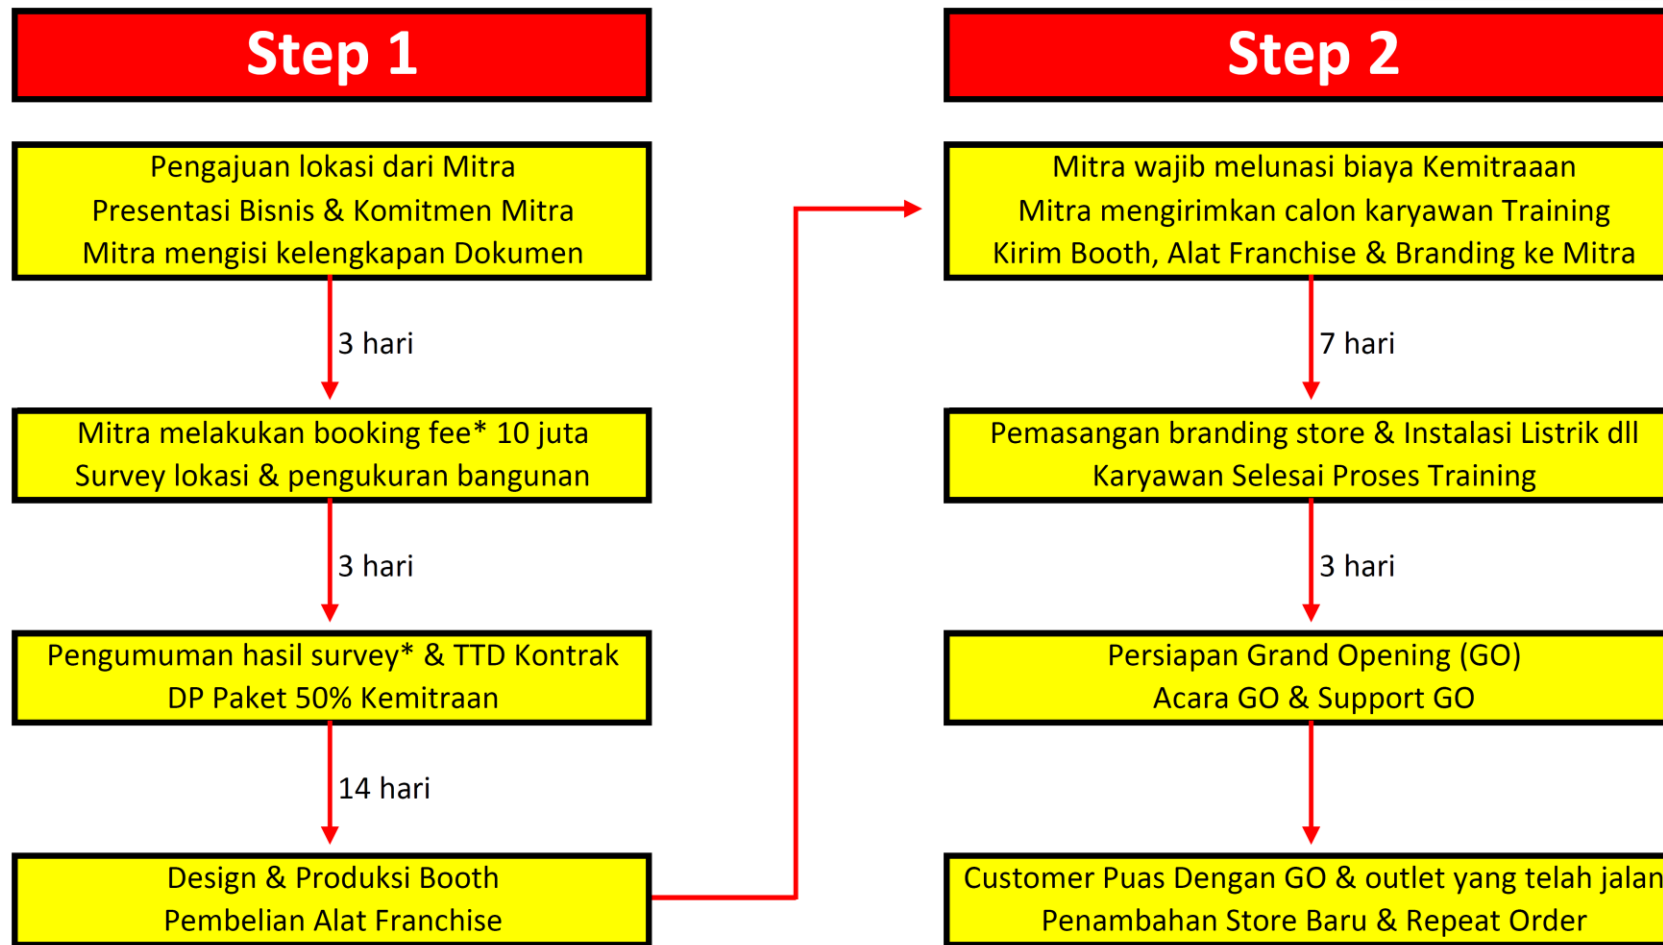 Step 1
Pengajuan lokasi dari Mitra
Presentasi Bisnis & Komitmen Mitra
Mitra mengisi kelengkapan Dokumen
3 hari
Mitra melakukan booking fee* 10 juta
Survey lokasi & pengukuran bangunan
3 hari
Pengumuman hasil survey* & TTD Kontrak
DP Paket 50% Kemitraan
14 hari
Design & Produksi Booth
Pembelian Alat Franchise
Step 2
Mitra wajib melunasi biaya Kemitraaan
Mitra mengirimkan calon karyawan Training
Kirim Booth, Alat Franchise & Branding ke Mitra
7 hari
Pemasangan branding store & Instalasi Listrik dll
Karyawan Selesai Proses Training
3 hari
Persiapan Grand Opening (GO)
Acara GO & Support GO
Customer Puas Dengan GO & outlet yang telah jalan
Penambahan Store Baru & Repeat Order